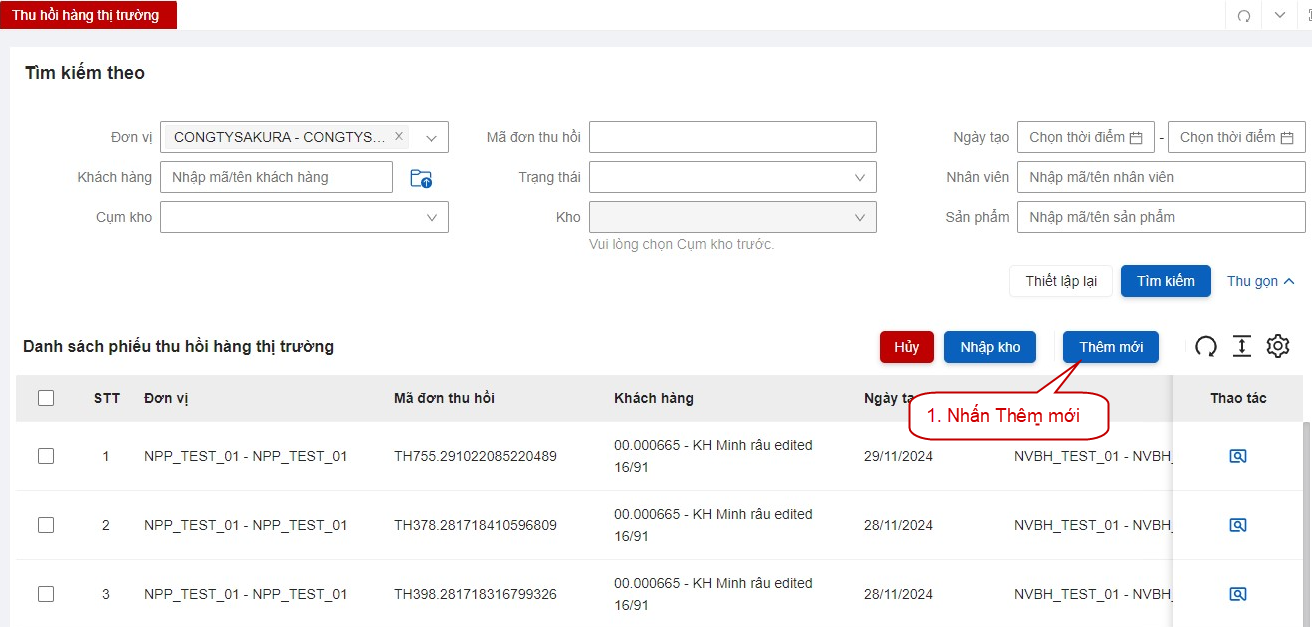 Thu hồi hàng thị trường
Tìm kiếm theo
Đơn vị CONGTYSAKURA - CONGTYS... × Mã đơn thu hồi Ngày tạo Chọn thời điểm - Chọn thời điểm
Khách hàng Nhập mã/tên khách hàng Trạng thái Nhân viên Nhập mã/tên nhân viên
Cụm kho Kho Sản phẩm Nhập mã/tên sản phẩm
Vui lòng chọn Cụm kho trước.
Thiết lập lại Tìm kiếm Thu gọn
Danh sách phiếu thu hồi hàng thị trường Hủy Nhập kho Thêm mới
STT Đơn vị Mã đơn thu hồi Khách hàng Ngày Thao tác
1. Nhấn Thêm mới
1 NPP_TEST_01 - NPP_TEST_01 TH755.291022085220489 00.000665 - KH Minh râu edited 29/11/2024 NVBH_TEST_01 - NVBH_
16/91
2 NPP_TEST_01 - NPP_TEST_01 TH378.281718410596809 00.000665 - KH Minh râu edited 28/11/2024 NVBH_TEST_01 - NVBH_
16/91
3 NPP_TEST_01 - NPP_TEST_01 TH398.281718316799326 00.000665 - KH Minh râu edited 28/11/2024 NVBH_TEST_01 - NVBH_
16/91